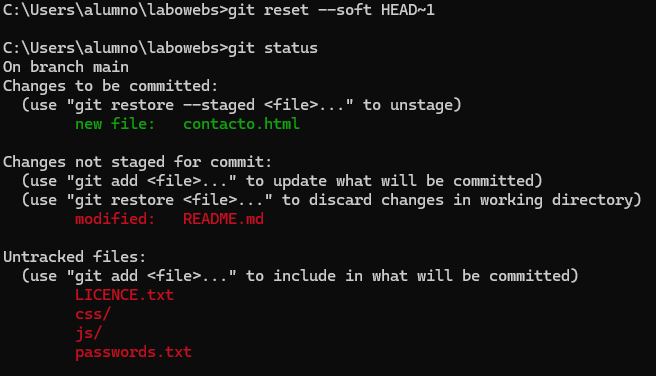 C:\Users\alumno\labowebs>git reset --soft HEAD~1
C:\Users\alumno\labowebs>git status
On branch main
Changes to be committed:
  (use "git restore --staged <file>..." to unstage)
        new file:   contacto.html
Changes not staged for commit:
  (use "git add <file>..." to update what will be committed)
  (use "git restore <file>..." to discard changes in working directory)
        modified:   README.md
Untracked files:
  (use "git add <file>..." to include in what will be committed)
        LICENCE.txt
        css/
        js/
        passwords.txt